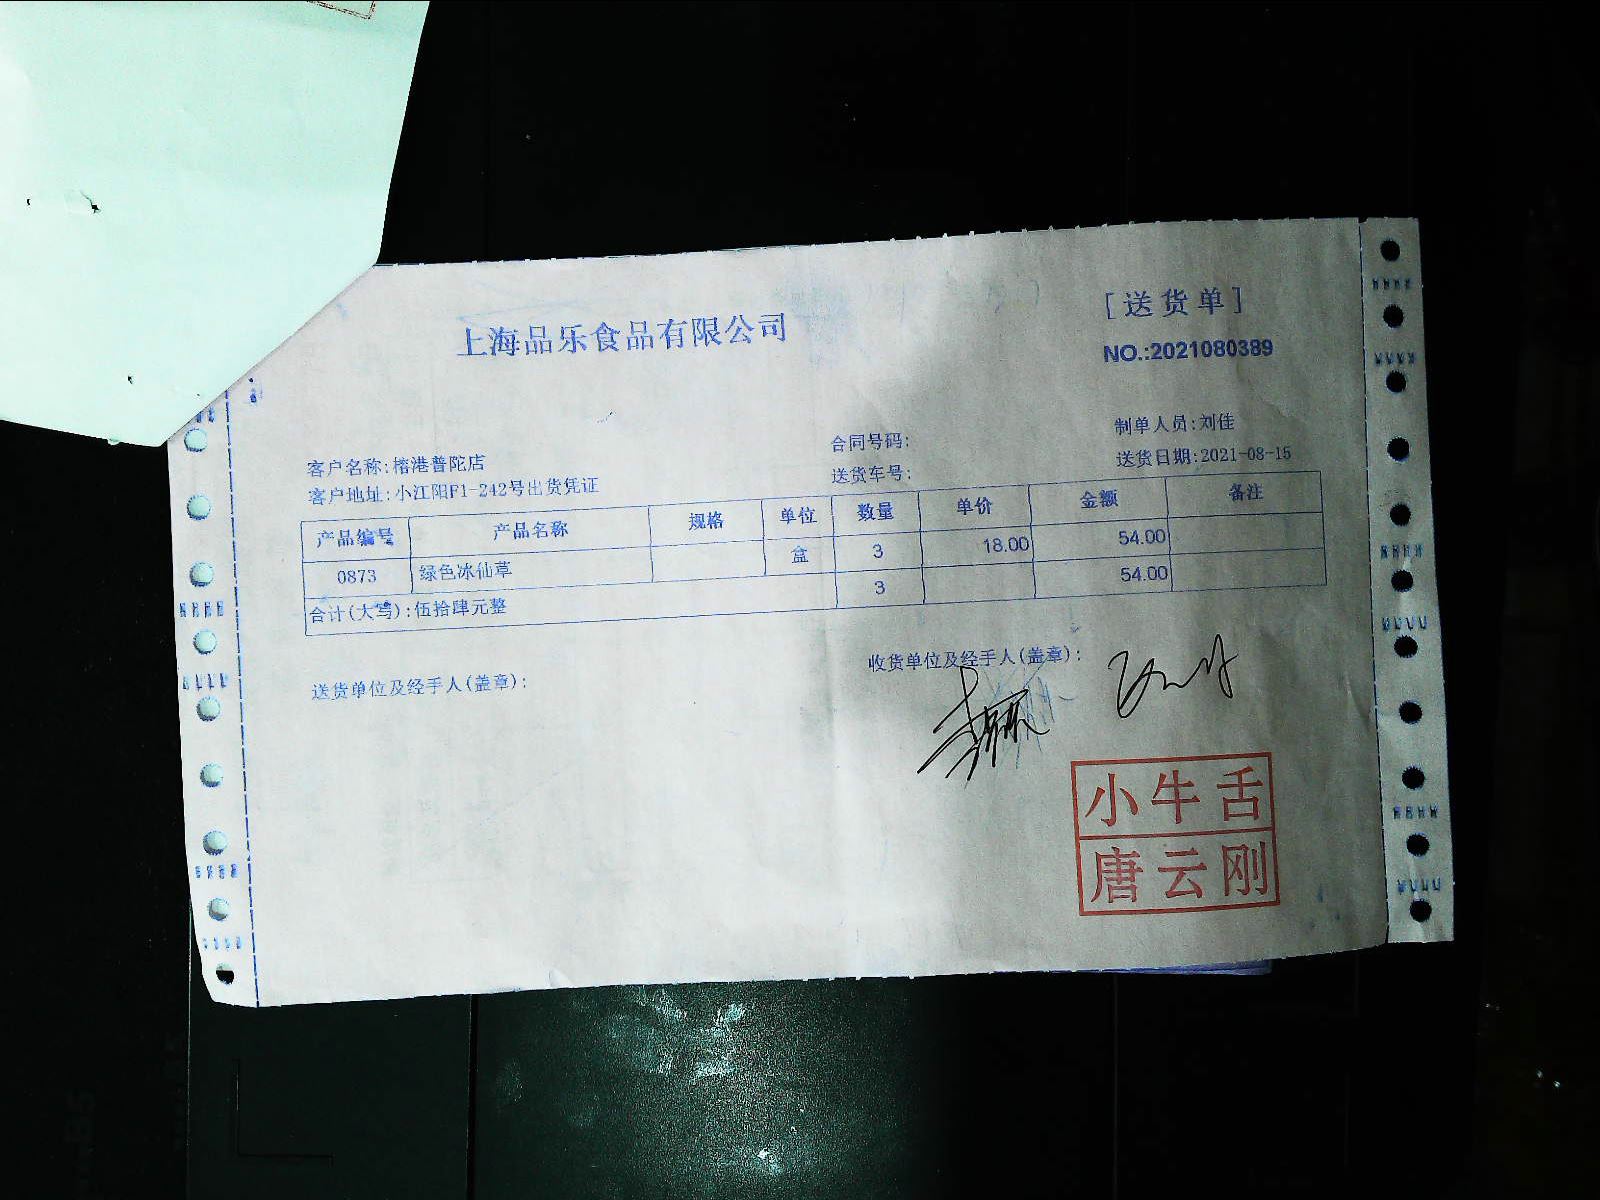 上海品乐食品有限公司
[送货单]
NO.:2021080389
客户名称:榕港普陀店
合同号码:
制单人员:刘佳
客户地址:小江阳F1-242号出货凭证
送货车号:
送货日期:2021-08-15
产品编号 产品名称 规格 单位 数量 单价 金额 备注
0873 绿色冰仙草 盒 3 18.00 54.00
合计(大写):伍拾肆元整 3 54.00
送货单位及经手人(盖章):
收货单位及经手人(盖章):
小牛舌
唐云刚